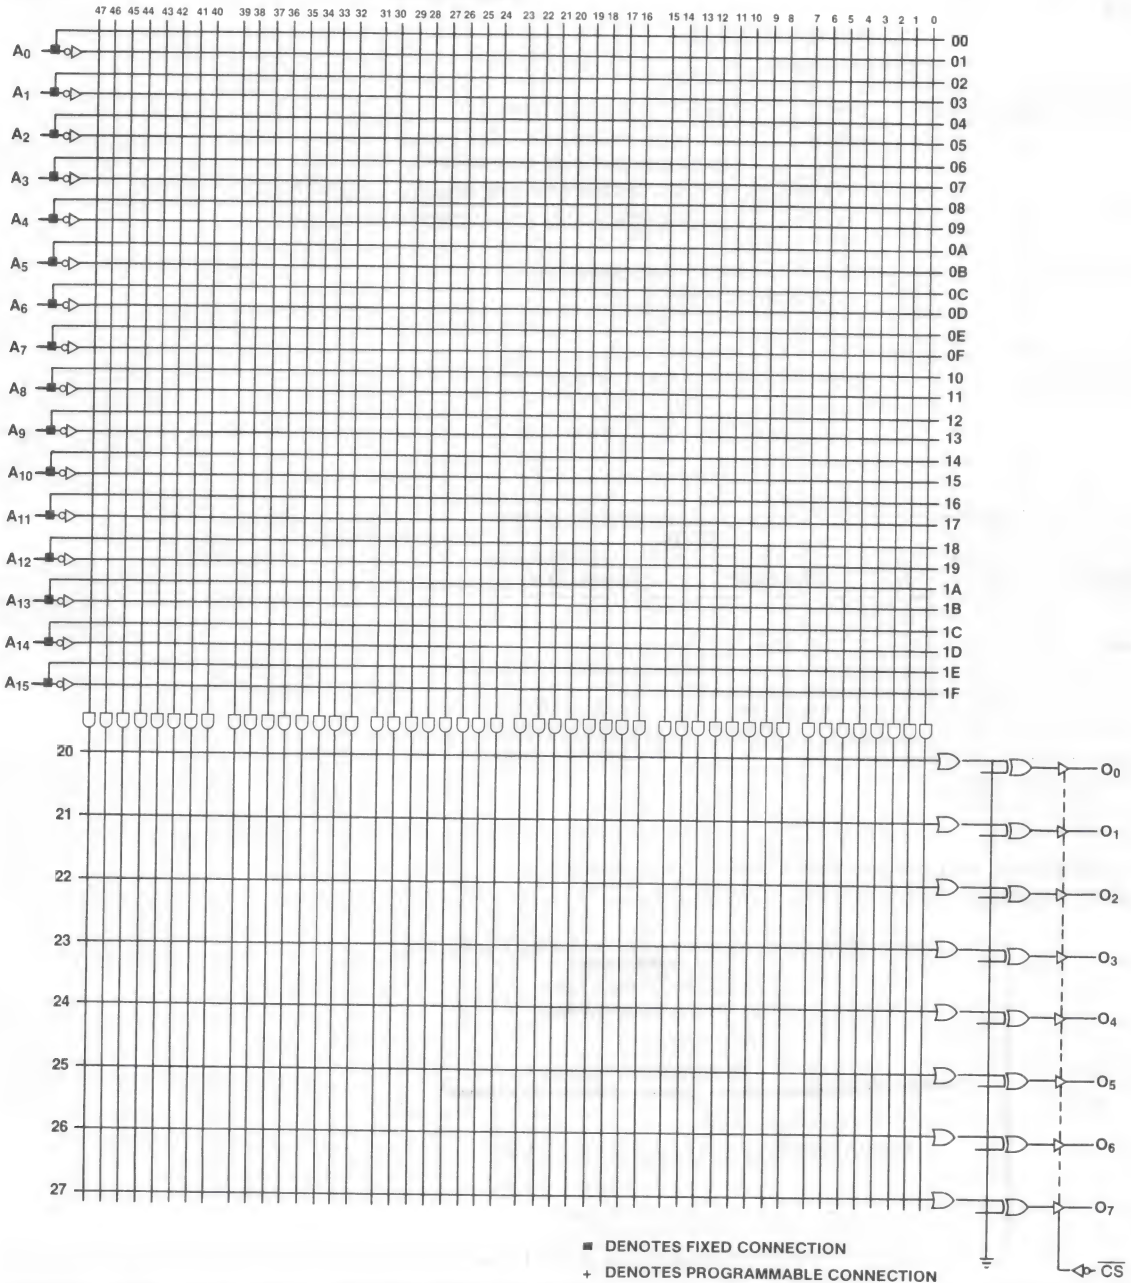 47 46 45 44 43 42 41 40 39 38 37 36 35 34 33 32 31 30 29 28 27 26 25 24 23 22 21 20 19 18 17 16 15 14 13 12 11 10 9 8 7 6 5 4 3 2 1 0
A0 00
01
A1 02
03
A2 04
05
A3 06
07
A4 08
09
A5 0A
0B
A6 0C
0D
A7 0E
0F
A8 10
11
A9 12
13
A10 14
15
A11 16
17
A12 18
19
A13 1A
1B
A14 1C
1D
A15 1E
1F
20 O0
21 O1
22 O2
23 O3
24 O4
25 O5
26 O6
27 O7
■ DENOTES FIXED CONNECTION
+ DENOTES PROGRAMMABLE CONNECTION
CS